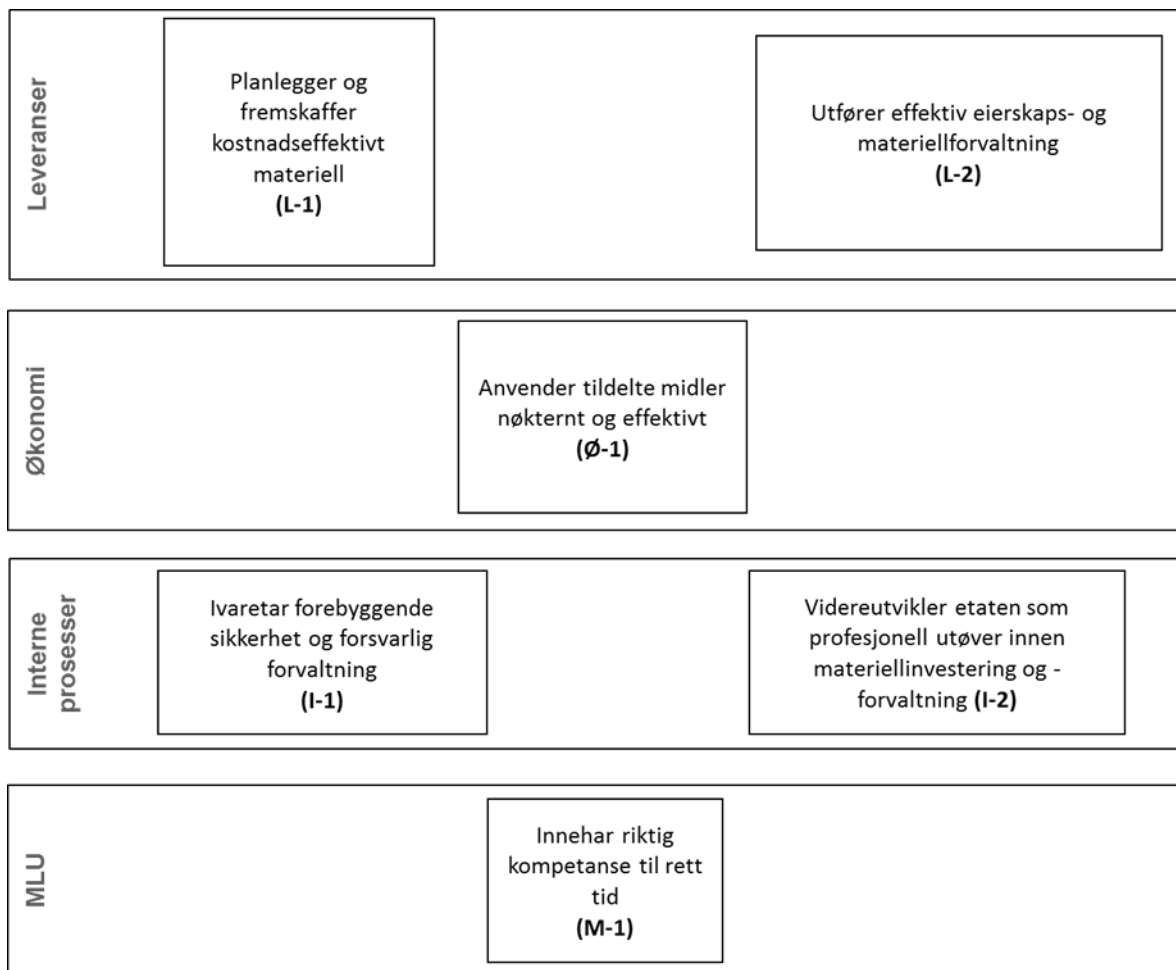 Leveranser
Planlegger og
fremskaffer
kostnadseffektivt
materiell
(L-1)
Utfører effektiv eierskaps- og
materiellforvaltning
(L-2)
Økonomi
Anvender tildelte midler
nøkternt og effektivt
(Ø-1)
Interne
prosesser
Ivaretar forebyggende
sikkerhet og forsvarlig
forvaltning
(I-1)
Videreutvikler etaten som
profesjonell utøver innen
materiellinvestering og -
forvaltning (I-2)
MLU
Innehar riktig
kompetanse til rett
tid
(M-1)